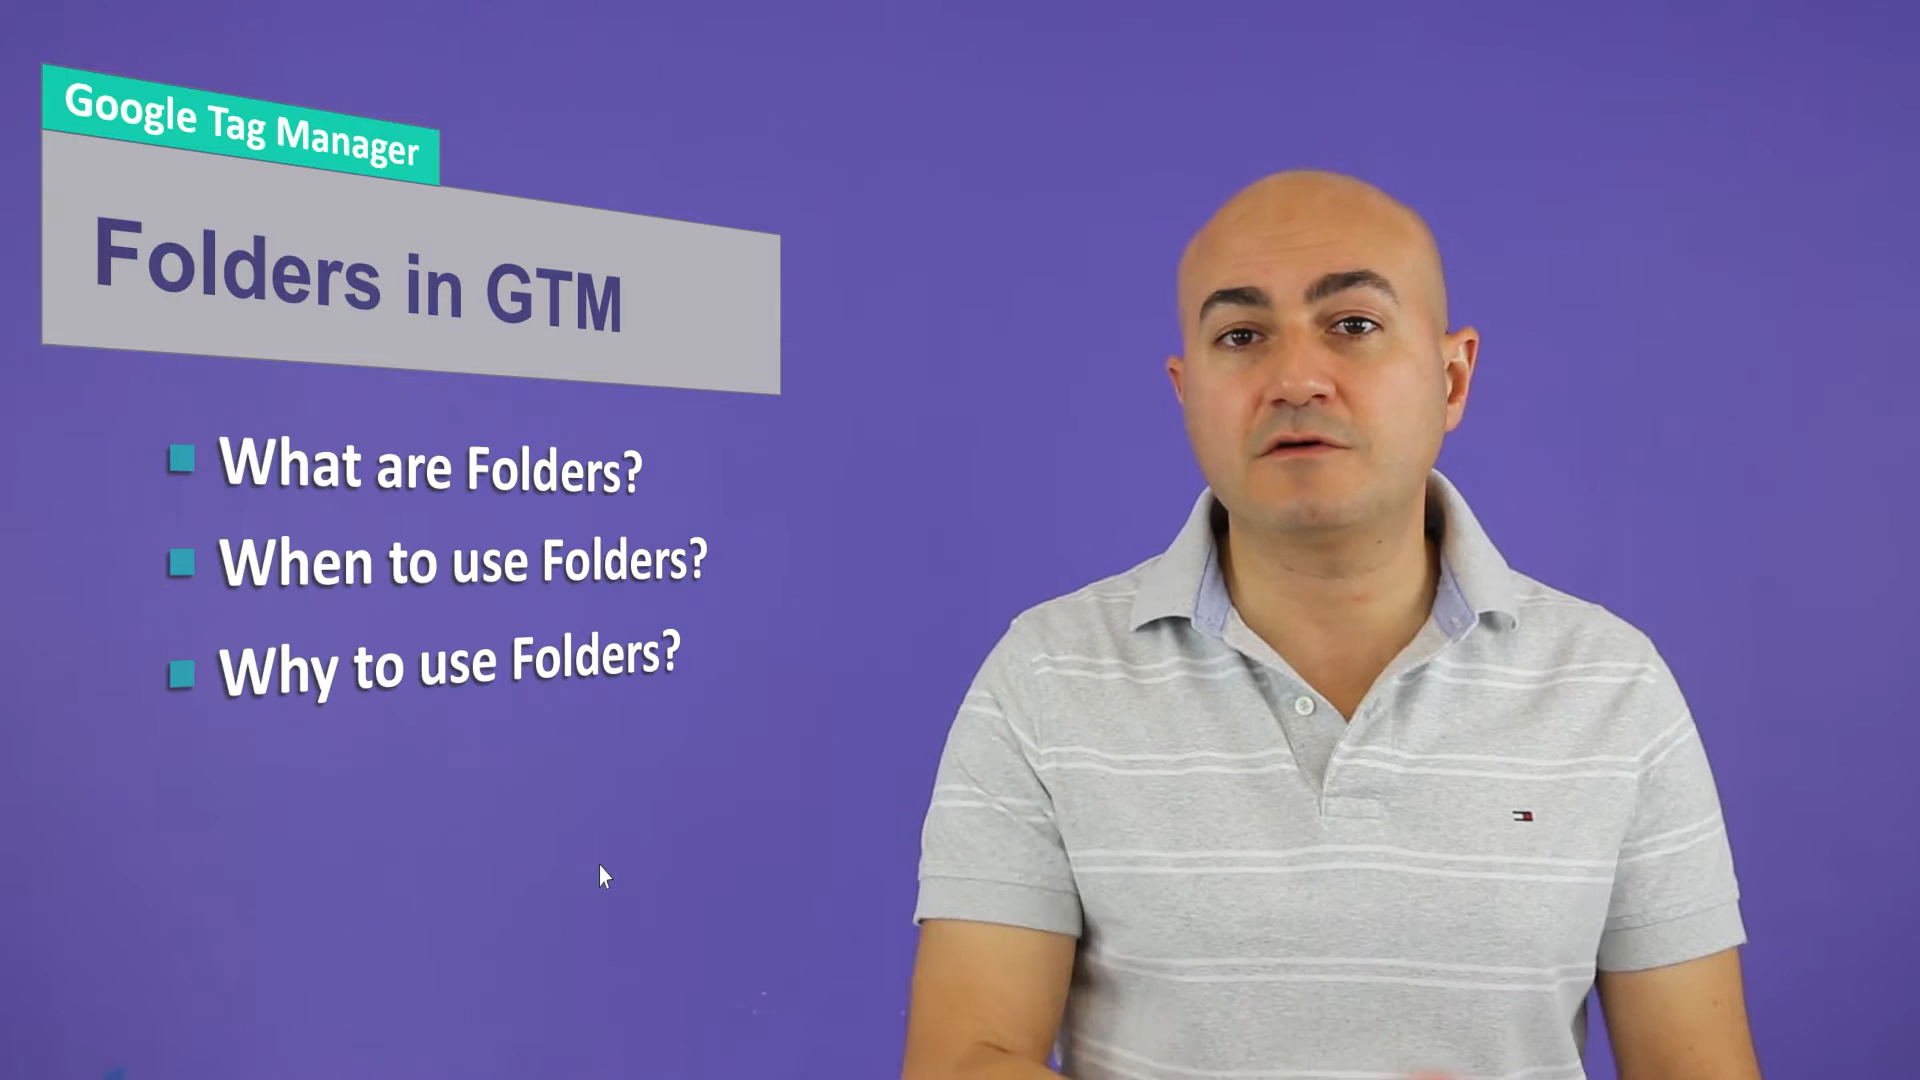 Google Tag Manager
Folders in GTM
What are Folders?
When to use Folders?
Why to use Folders?